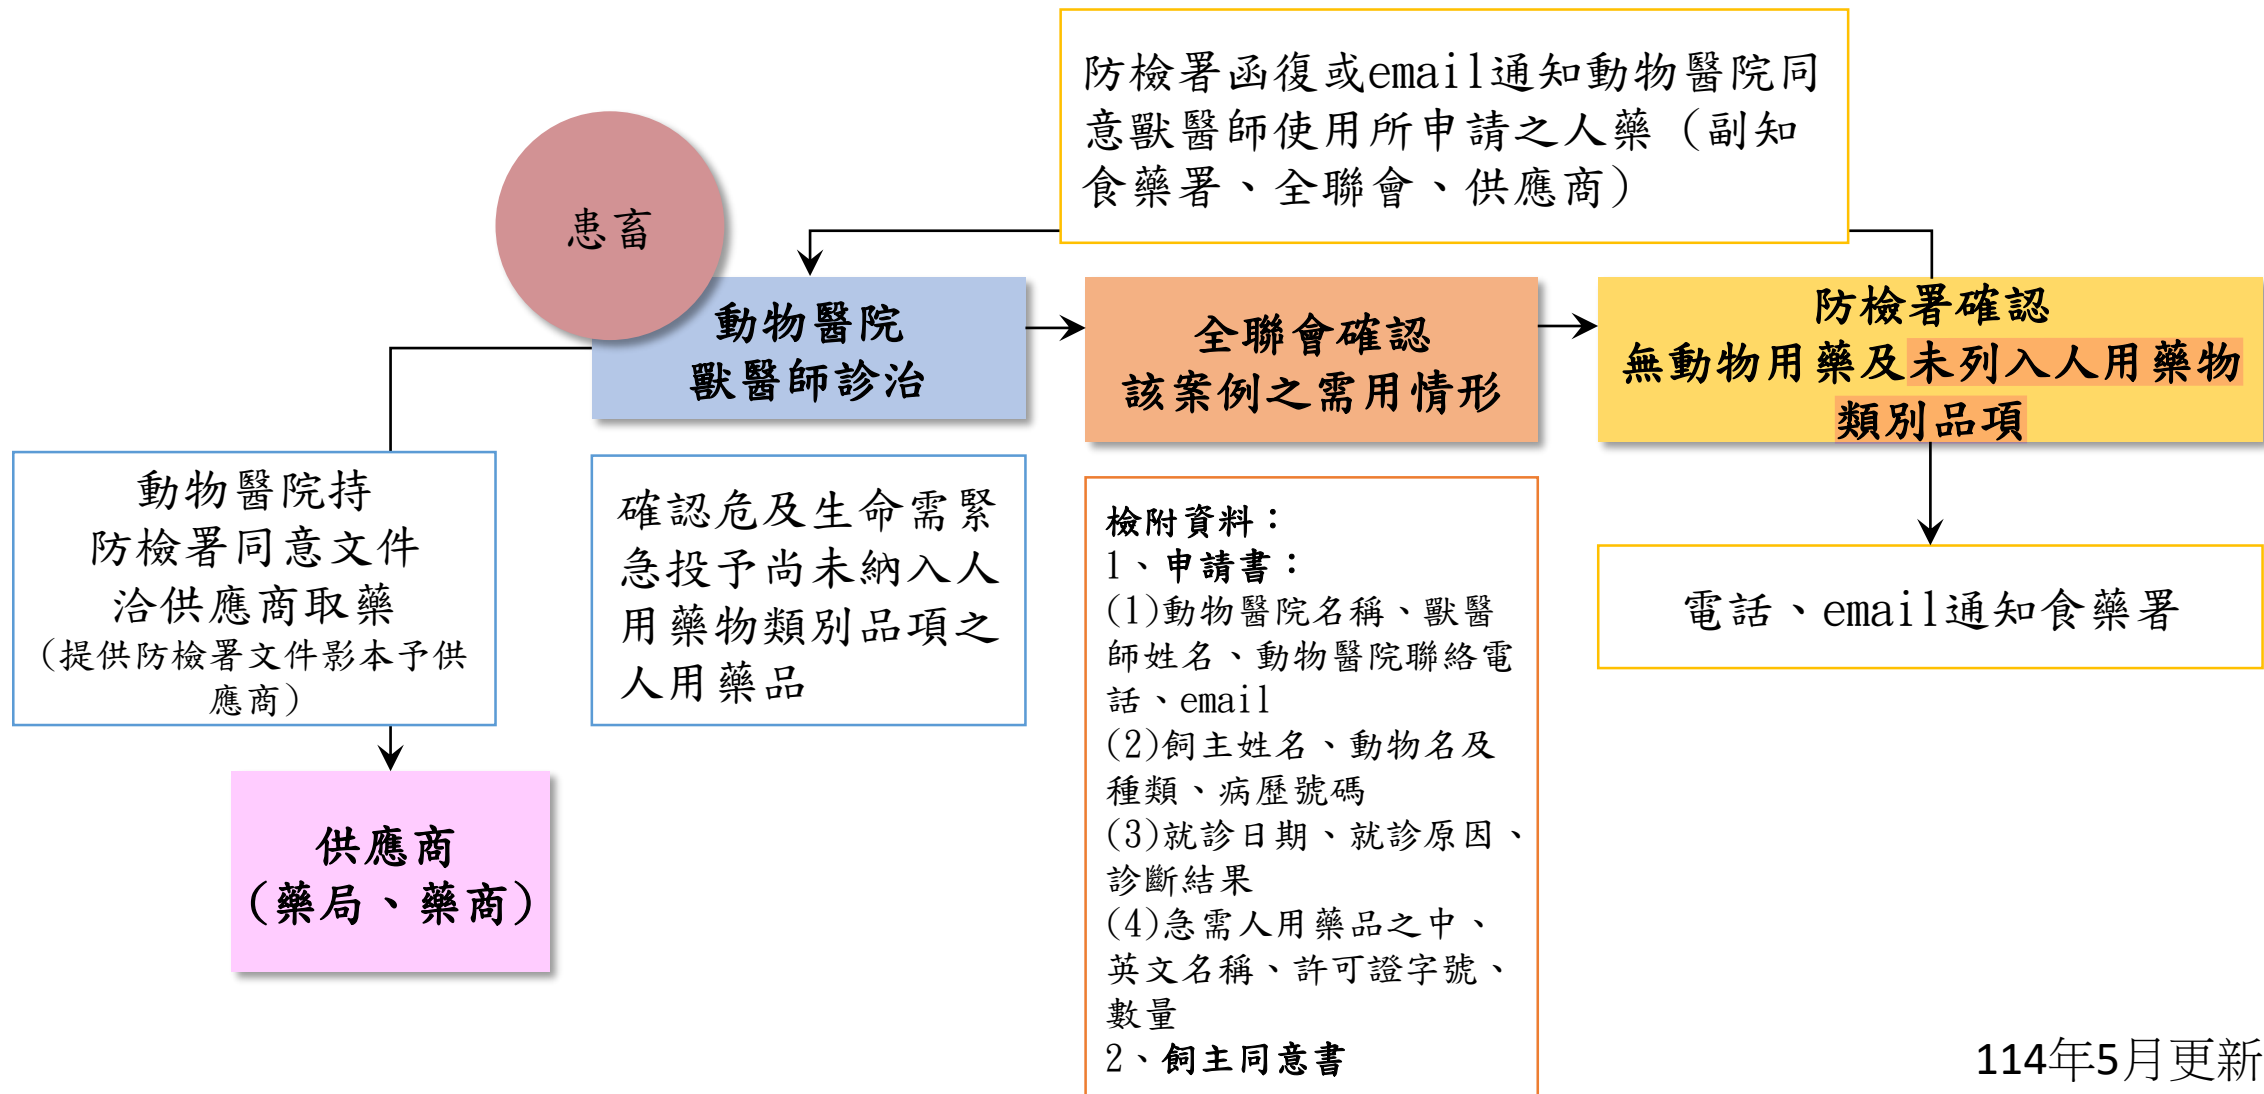 防檢署函復或email通知動物醫院同
意獸醫師使用所申請之人藥（副知
食藥署、全聯會、供應商）
患畜
動物醫院
獸醫師診治
全聯會確認
該案例之需用情形
防檢署確認
無動物用藥及未列入人用藥物
類別品項
動物醫院持
防檢署同意文件
洽供應商取藥
（提供防檢署文件影本予供
應商）
確認危及生命需緊
急投予尚未納入人
用藥物類別品項之
人用藥品
檢附資料：
1、申請書：
(1)動物醫院名稱、獸醫
師姓名、動物醫院聯絡電
話、email
(2)飼主姓名、動物名及
種類、病歷號碼
(3)就診日期、就診原因、
診斷結果
(4)急需人用藥品之中、
英文名稱、許可證字號、
數量
2、飼主同意書
電話、email通知食藥署
供應商
（藥局、藥商）
114年5月更新